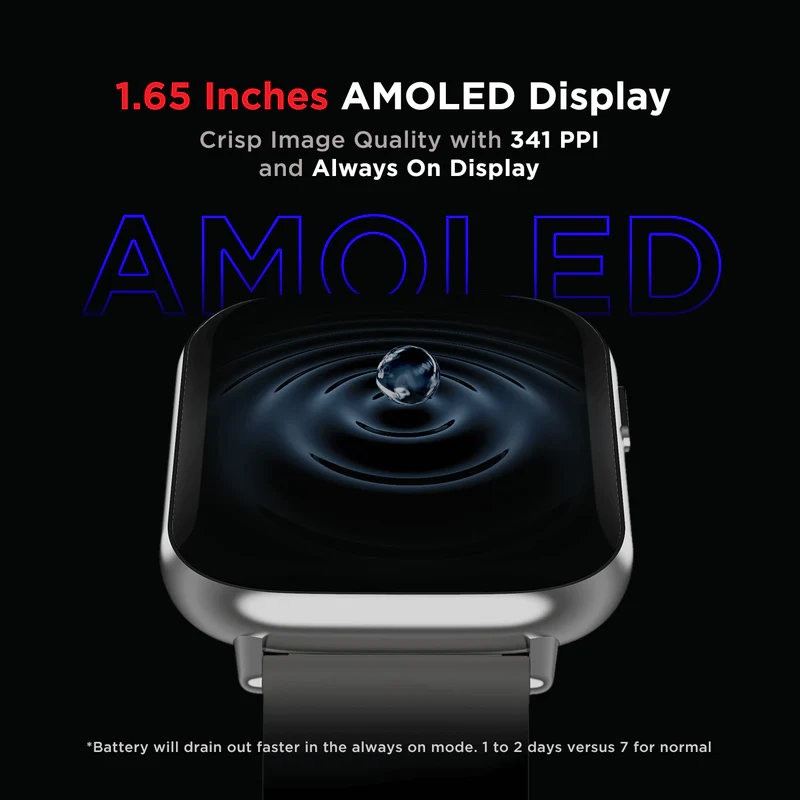 1.65 Inches AMOLED Display
Crisp Image Quality with 341 PPI
and Always On Display
AMOLED
*Battery will drain out faster in the always on mode. 1 to 2 days versus 7 for normal